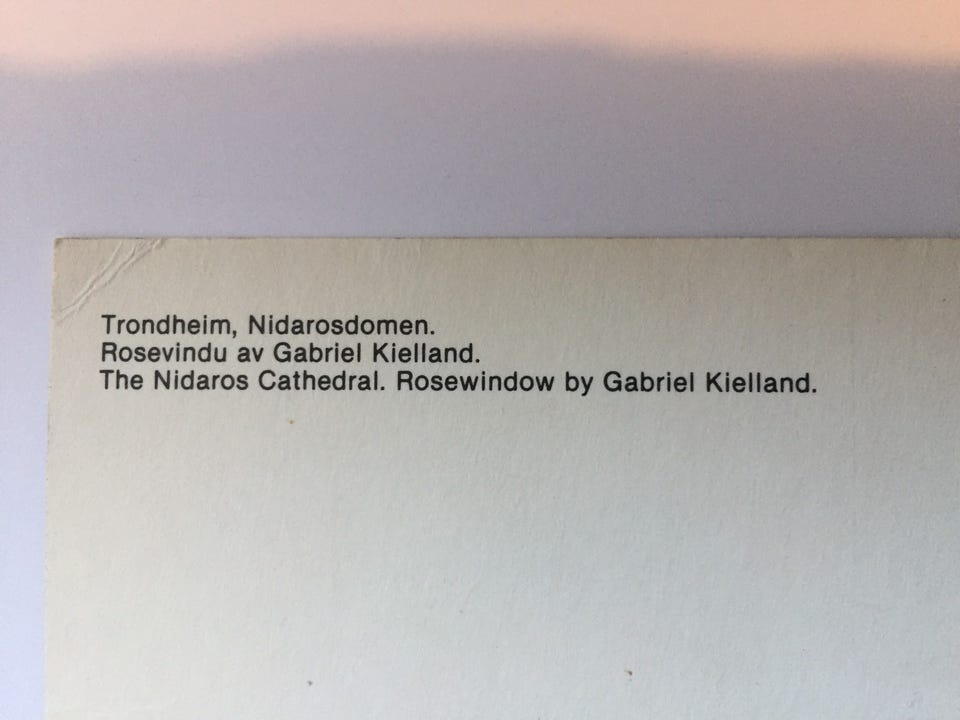 Trondheim, Nidarosdomen.
Rosevindu av Gabriel Kielland.
The Nidaros Cathedral. Rosewindow by Gabriel Kielland.